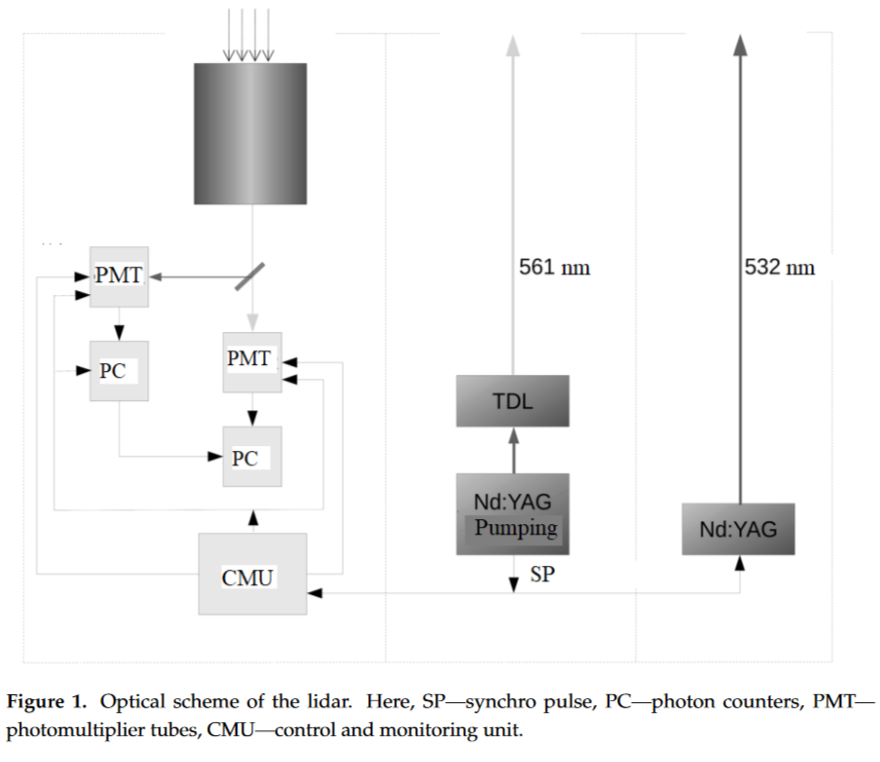 561 nm
532 nm
PMT
PC
PMT
PC
TDL
Nd:YAG
Pumping
Nd:YAG
CMU
SP
Figure 1. Optical scheme of the lidar. Here, SP—synchro pulse, PC—photon counters, PMT—
photomultiplier tubes, CMU—control and monitoring unit.